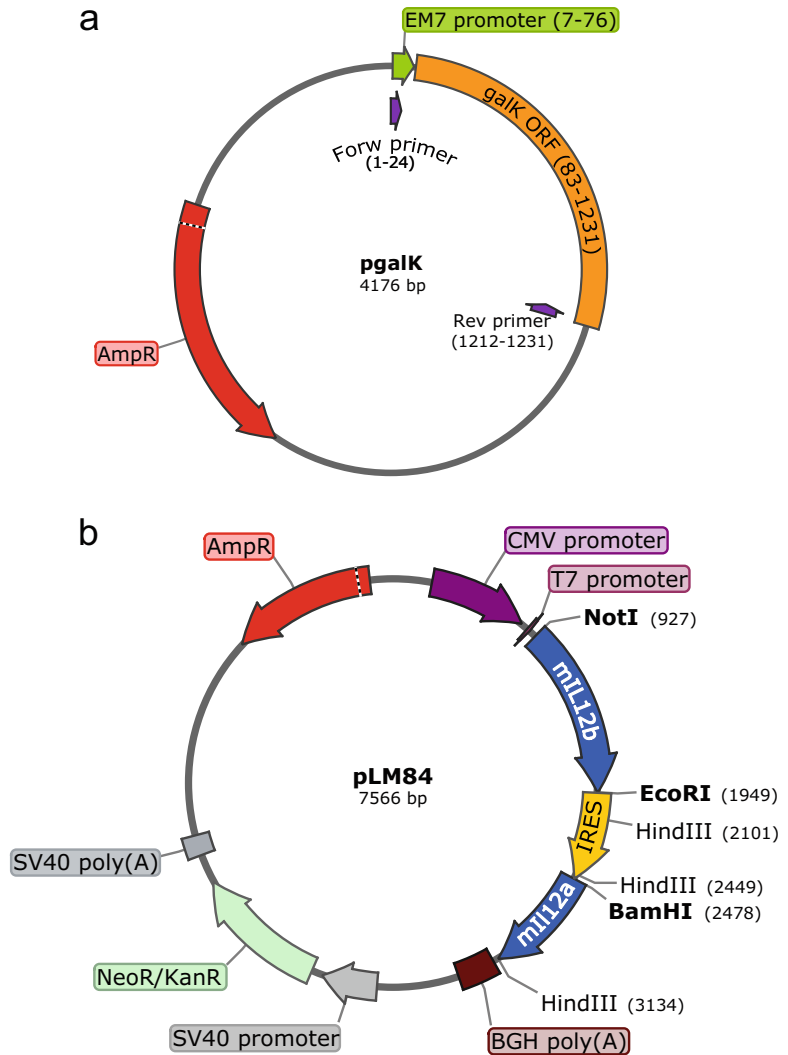 a
EM7 promoter (7-76)
galK ORF (83-1231)
Forw primer
(1-24)
pgalK
4176 bp
Rev primer
(1212-1231)
AmpR
b
AmpR
CMV promoter
T7 promoter
NotI (927)
mIL12b
pLM84
7566 bp
EcoRI (1949)
IRES
HindIII (2101)
HindIII (2449)
BamHI (2478)
mIl12a
SV40 poly(A)
NeoR/KanR
HindIII (3134)
SV40 promoter
BGH poly(A)